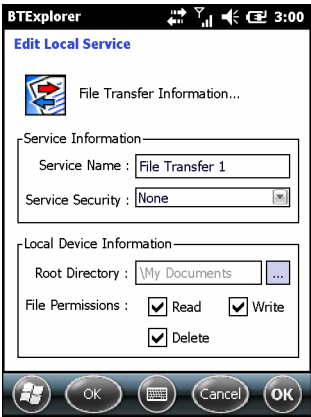 BTExplorer 3:00
Edit Local Service
File Transfer Information...
Service Information
Service Name : File Transfer 1
Service Security : None
Local Device Information
Root Directory : \My Documents ...
File Permissions : Read Write
Delete
OK Cancel OK